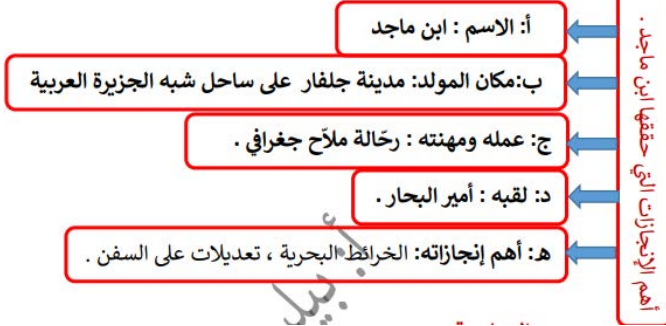 أهم الإنجازات التي حققها ابن ماجد .
أ: الاسم : ابن ماجد
ب:مكان المولد: مدينة جلفار على ساحل شبه الجزيرة العربية
ج: عمله ومهنته : رحّالة ملاّح جغرافي .
د: لقبه : أمير البحار .
هـ: أهم إنجازاته: الخرائط البحرية ، تعديلات على السفن .